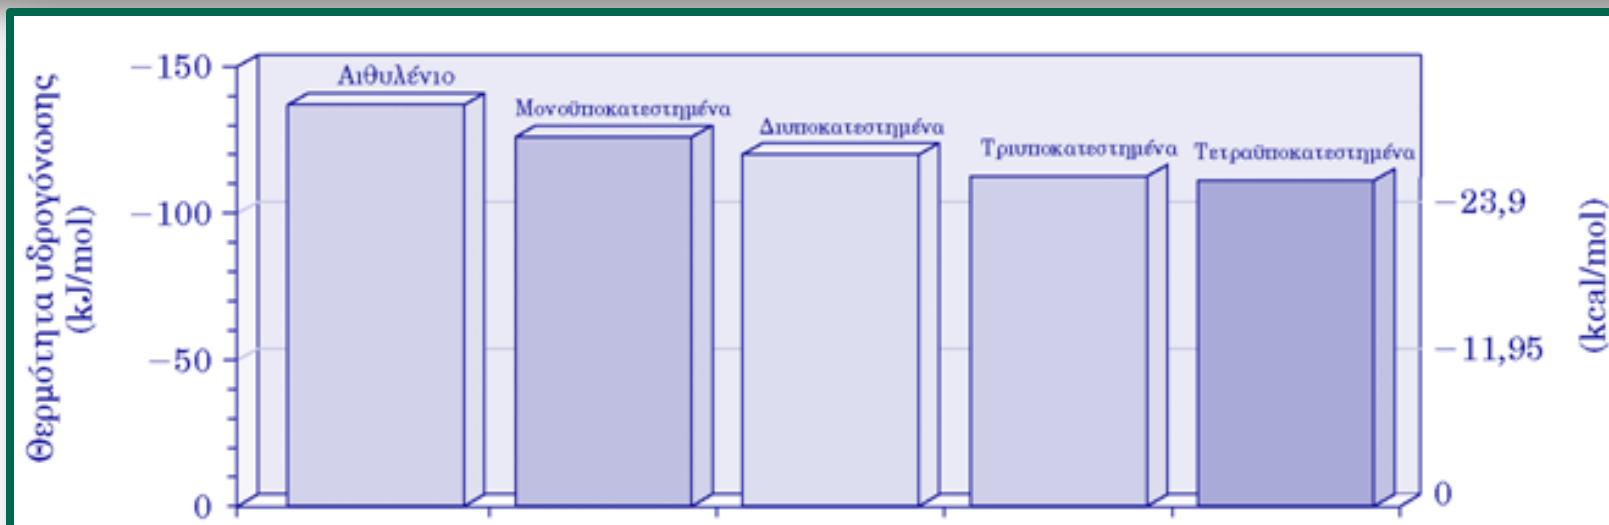 Θερμότητα υδρογόνωσης
(kJ/mol)
−150
−100
−50
0
Αιθυλένιο
Μονοϋποκατεστημένα
Διυποκατεστημένα
Τριυποκατεστημένα
Τετραϋποκατεστημένα
−23,9
−11,95
0
(kcal/mol)